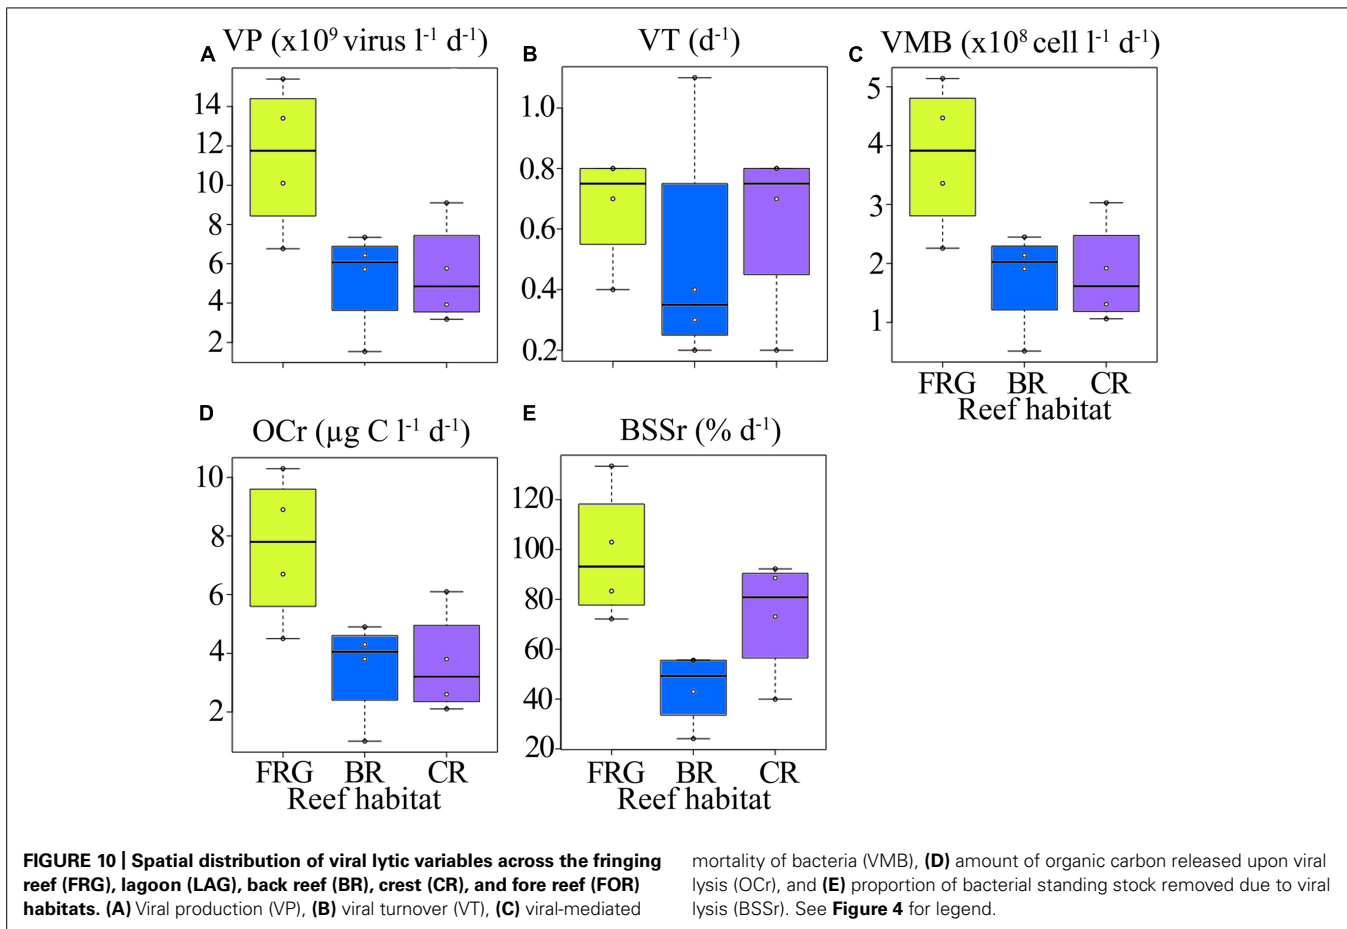 A VP (x10⁹ virus l⁻¹ d⁻¹)
14
12
10
8
6
4
2
B VT (d⁻¹)
1.0
0.8
0.6
0.4
0.2
C VMB (x10⁸ cell l⁻¹ d⁻¹)
5
4
3
2
1
FRG BR CR
Reef habitat
D OCr (µg C l⁻¹ d⁻¹)
10
8
6
4
2
FRG BR CR
Reef habitat
E BSSr (% d⁻¹)
120
100
80
60
40
20
FRG BR CR
Reef habitat
FIGURE 10 | Spatial distribution of viral lytic variables across the fringing
reef (FRG), lagoon (LAG), back reef (BR), crest (CR), and fore reef (FOR)
habitats. (A) Viral production (VP), (B) viral turnover (VT), (C) viral-mediated
mortality of bacteria (VMB), (D) amount of organic carbon released upon viral
lysis (OCr), and (E) proportion of bacterial standing stock removed due to viral
lysis (BSSr). See Figure 4 for legend.